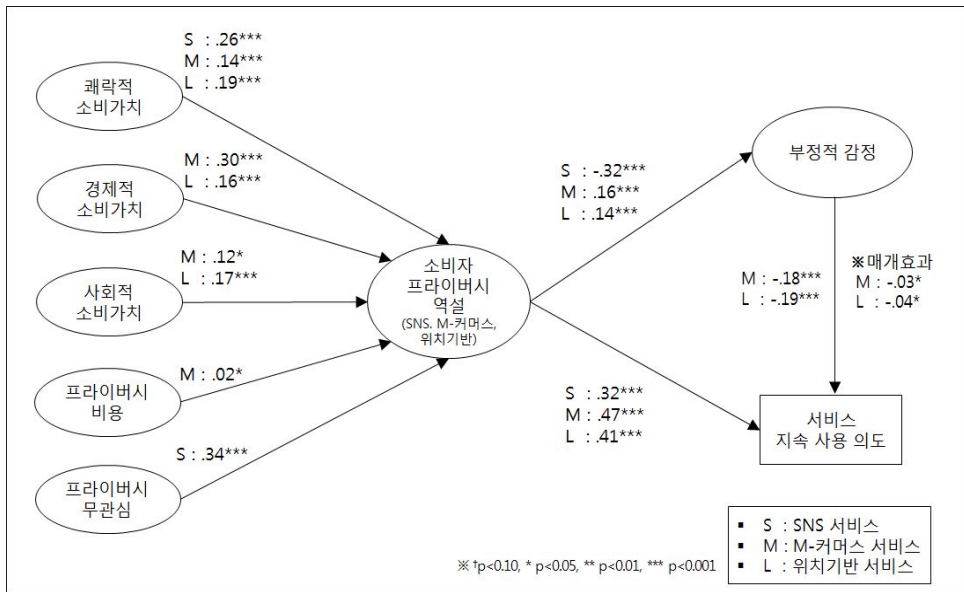 S : .26***
M : .14***
L : .19***
쾌락적
소비가치
M : .30***
L : .16***
경제적
소비가치
M : .12*
L : .17***
사회적
소비가치
M : .02*
프라이버시
비용
S : .34***
프라이버시
무관심
소비자
프라이버시
역설
(SNS. M-커머스,
위치기반)
S : -.32***
M : .16***
L : .14***
부정적 감정
M : -.18***
L : -.19***
※매개효과
M : -.03*
L : -.04*
S : .32***
M : .47***
L : .41***
서비스
지속 사용 의도
▪ S : SNS 서비스
▪ M : M-커머스 서비스
▪ L : 위치기반 서비스
※ †p<0.10, * p<0.05, ** p<0.01, *** p<0.001